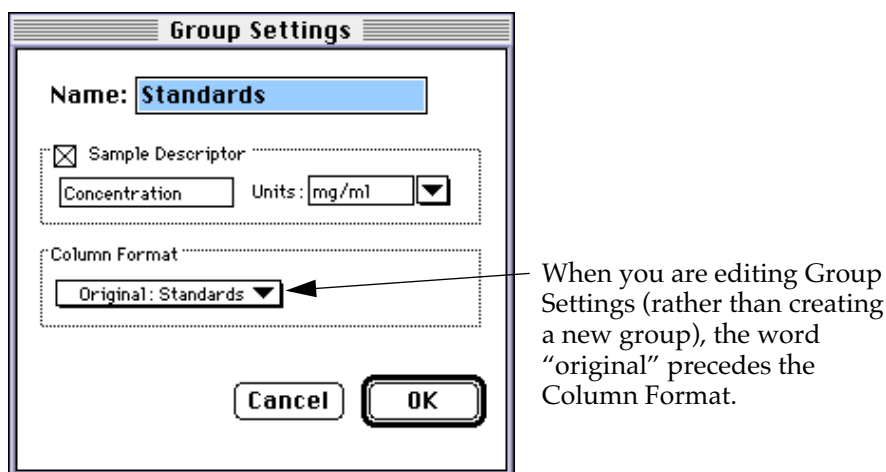 Group Settings
Name: Standards
Sample Descriptor
Concentration Units: mg/ml
Column Format
Original: Standards
When you are editing Group
Settings (rather than creating
a new group), the word
“original” precedes the
Column Format.
Cancel OK